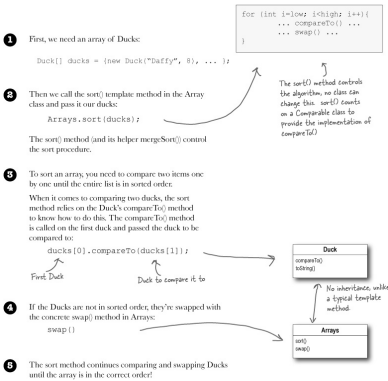 for (int i=low; i<high; i++){
... compareTo() ...
... swap() ...
}
1 First, we need an array of Ducks:
Duck[] ducks = {new Duck("Daffy", 8), ... };
The sort() method controls
the algorithm, no class can
change this. sort() counts
on a Comparable class to
provide the implementation of
compareTo()
2 Then we call the sort() template method in the Array
class and pass it our ducks:
Arrays.sort(ducks);
The sort() method (and its helper mergeSort()) control
the sort procedure.
3 To sort an array, you need to compare two items one
by one until the entire list is in sorted order.
When it comes to comparing two ducks, the sort
method relies on the Duck's compareTo() method
to know how to do this. The compareTo() method
is called on the first duck and passed the duck to be
compared to:
ducks[0].compareTo(ducks[1]);
First Duck
Duck to compare it to
Duck
compareTo()
toString()
No inheritance, unlike
a typical template
method.
4 If the Ducks are not in sorted order, they're swapped with
the concrete swap() method in Arrays:
swap()
Arrays
sort()
swap()
5 The sort method continues comparing and swapping Ducks
until the array is in the correct order!